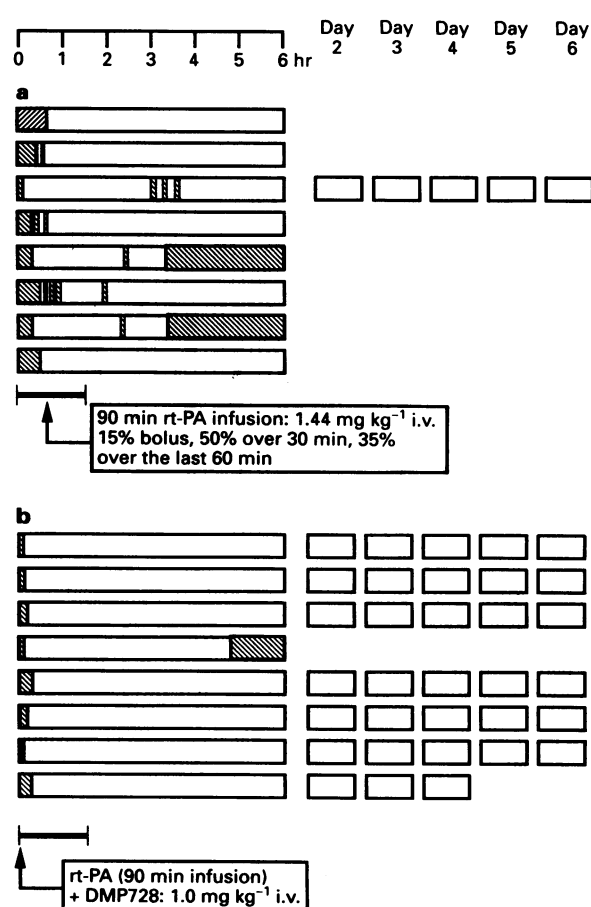 Day Day Day Day Day
2 3 4 5 6
0 1 2 3 4 5 6 hr
a
90 min rt-PA infusion: 1.44 mg kg⁻¹ i.v.
15% bolus, 50% over 30 min, 35%
over the last 60 min
b
rt-PA (90 min infusion)
+ DMP728: 1.0 mg kg⁻¹ i.v.